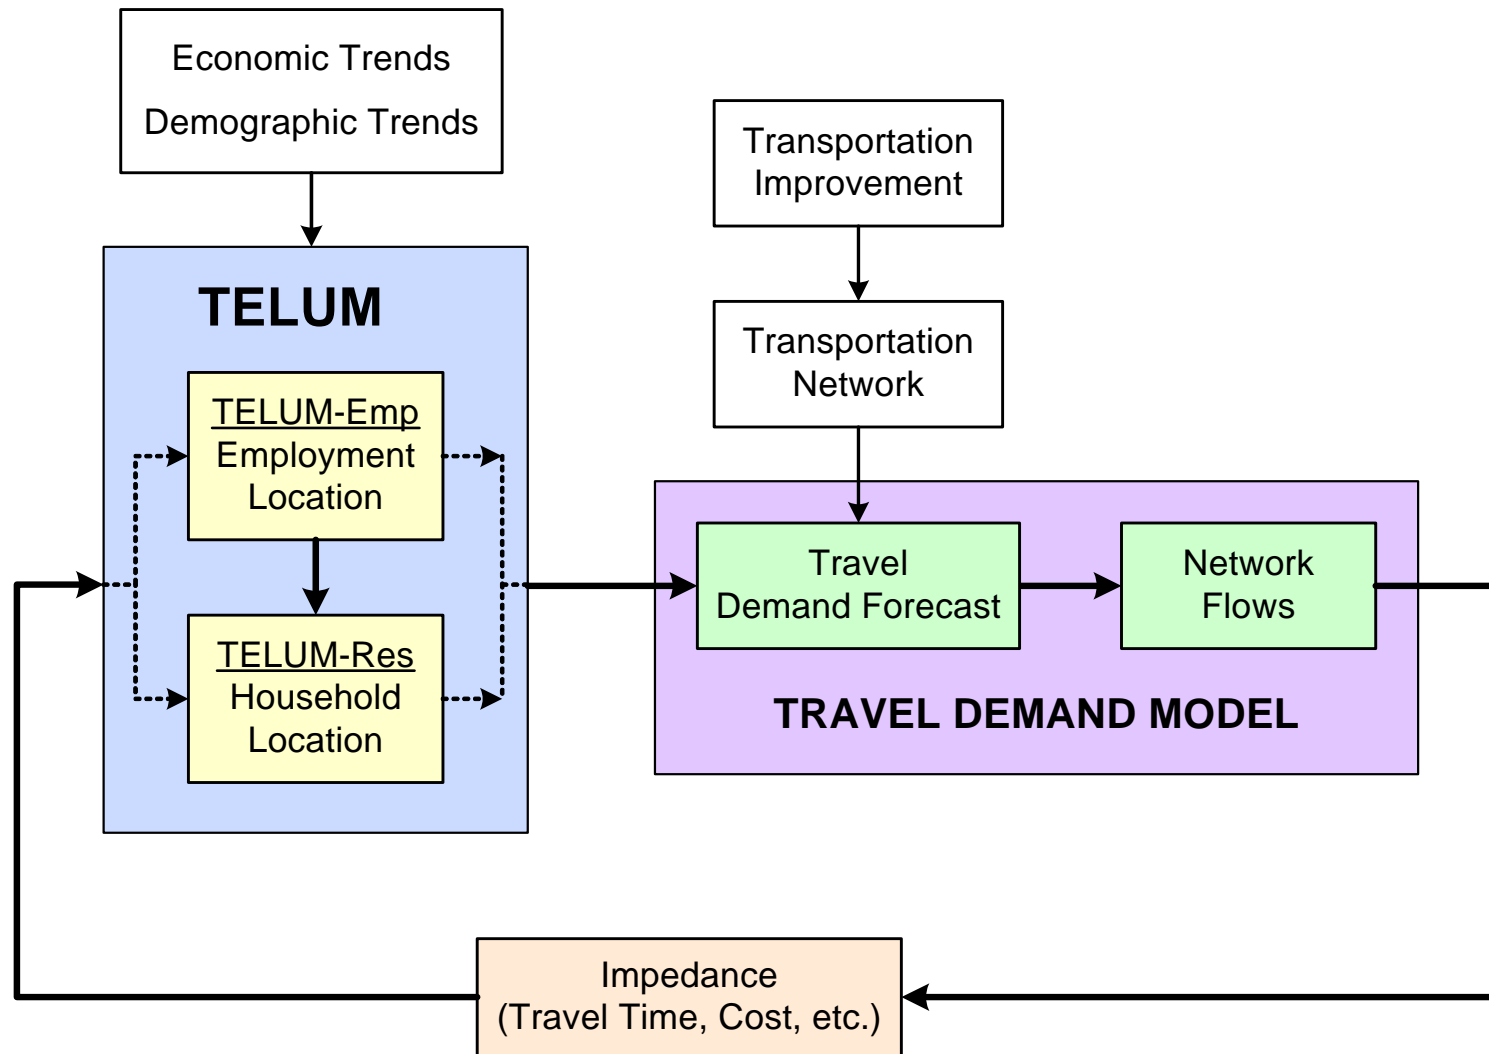 Economic Trends
Demographic Trends
Transportation
Improvement
TELUM
Transportation
Network
TELUM-Emp
Employment
Location
Travel
Demand Forecast
Network
Flows
TELUM-Res
Household
Location
TRAVEL DEMAND MODEL
Impedance
(Travel Time, Cost, etc.)